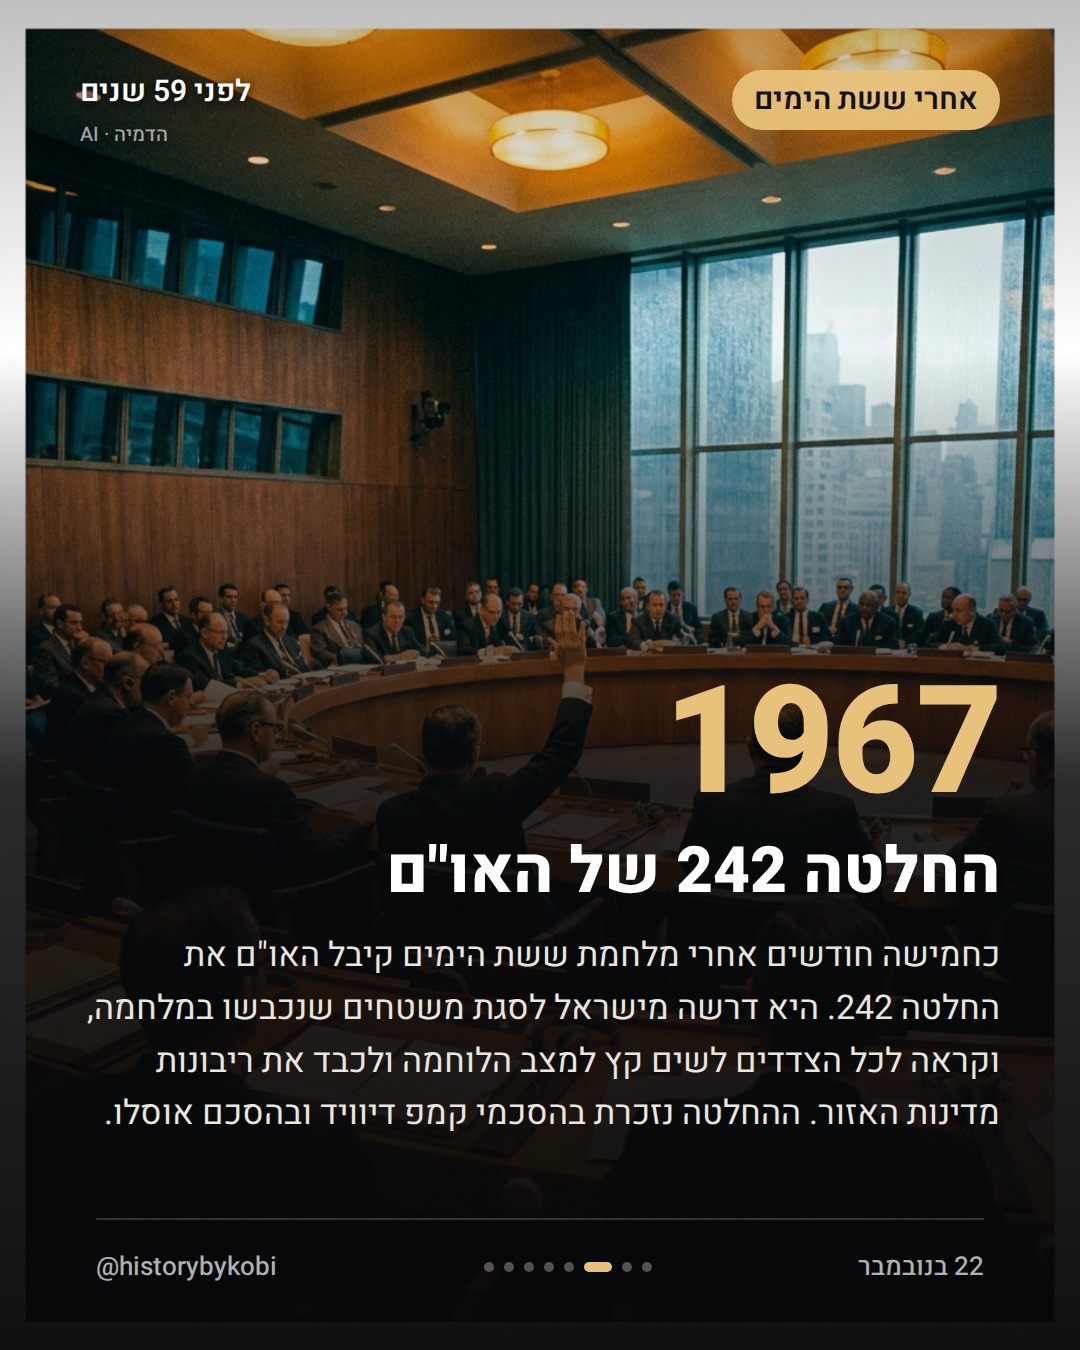 אחרי ששת הימים
לפני 59 שנים
הדמיה · AI
1967
החלטה 242 של האו"ם
כחמישה חודשים אחרי מלחמת ששת הימים קיבל האו"ם את
החלטה 242. היא דרשה מישראל לסגת משטחים שנכבשו במלחמה,
וקראה לכל הצדדים לשים קץ למצב הלוחמה ולכבד את ריבונות
מדינות האזור. ההחלטה נזכרת בהסכמי קמפ דיוויד ובהסכם אוסלו.
22 בנובמבר
@historybykobi